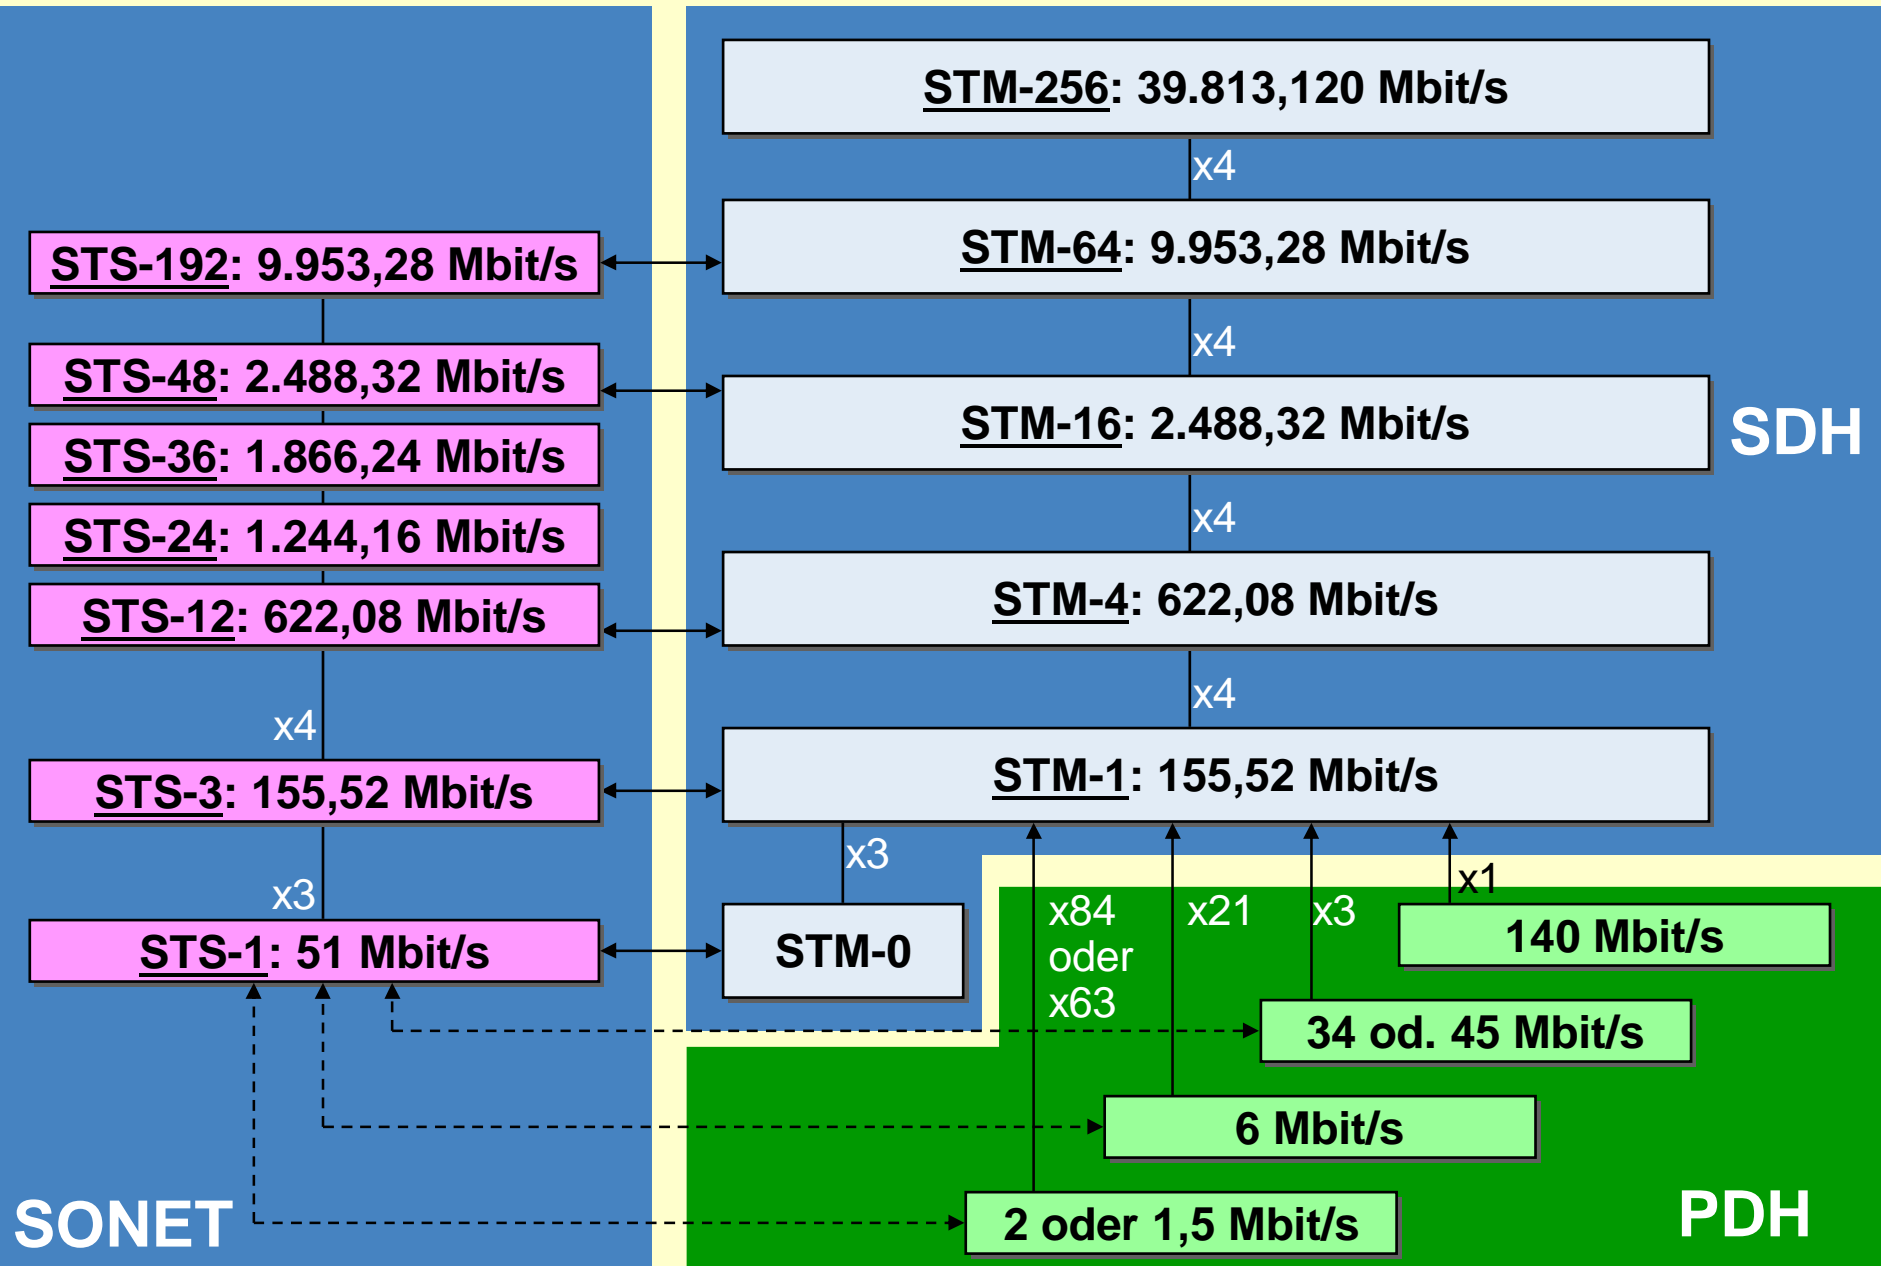 STM-256: 39.813,120 Mbit/s
x4
STM-64: 9.953,28 Mbit/s
STS-192: 9.953,28 Mbit/s
x4
STS-48: 2.488,32 Mbit/s
STM-16: 2.488,32 Mbit/s
SDH
STS-36: 1.866,24 Mbit/s
x4
STS-24: 1.244,16 Mbit/s
STS-12: 622,08 Mbit/s
STM-4: 622,08 Mbit/s
x4
x4
STS-3: 155,52 Mbit/s
STM-1: 155,52 Mbit/s
x3
x1
x3
x84
oder
x63
x21
x3
140 Mbit/s
STS-1: 51 Mbit/s
STM-0
34 od. 45 Mbit/s
6 Mbit/s
2 oder 1,5 Mbit/s
SONET
PDH